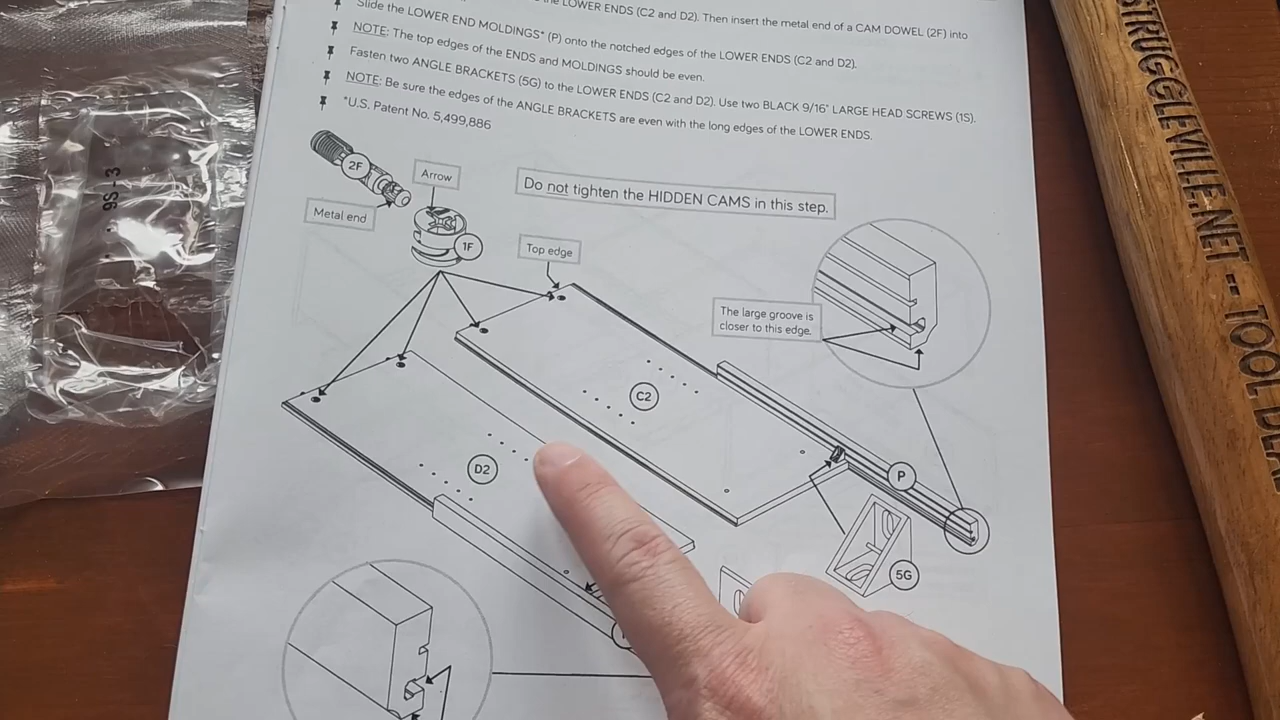 LOWER ENDS (C2 and D2). Then insert the metal end of a CAM DOWEL (2F) into
Slide the LOWER END MOLDINGS* (P) onto the notched edges of the LOWER ENDS (C2 and D2).
NOTE: The top edges of the ENDS and MOLDINGS should be even.
Fasten two ANGLE BRACKETS (5G) to the LOWER ENDS (C2 and D2). Use two BLACK 9/16" LARGE HEAD SCREWS (1S).
NOTE: Be sure the edges of the ANGLE BRACKETS are even with the long edges of the LOWER ENDS.
*U.S. Patent No. 5,499,886
2F
Arrow
Metal end
1F
Do not tighten the HIDDEN CAMS in this step.
Top edge
The large groove is
closer to this edge.
C2
D2
P
5G
9S - 3
STRUGGLEVILLE.NET -- TOOL